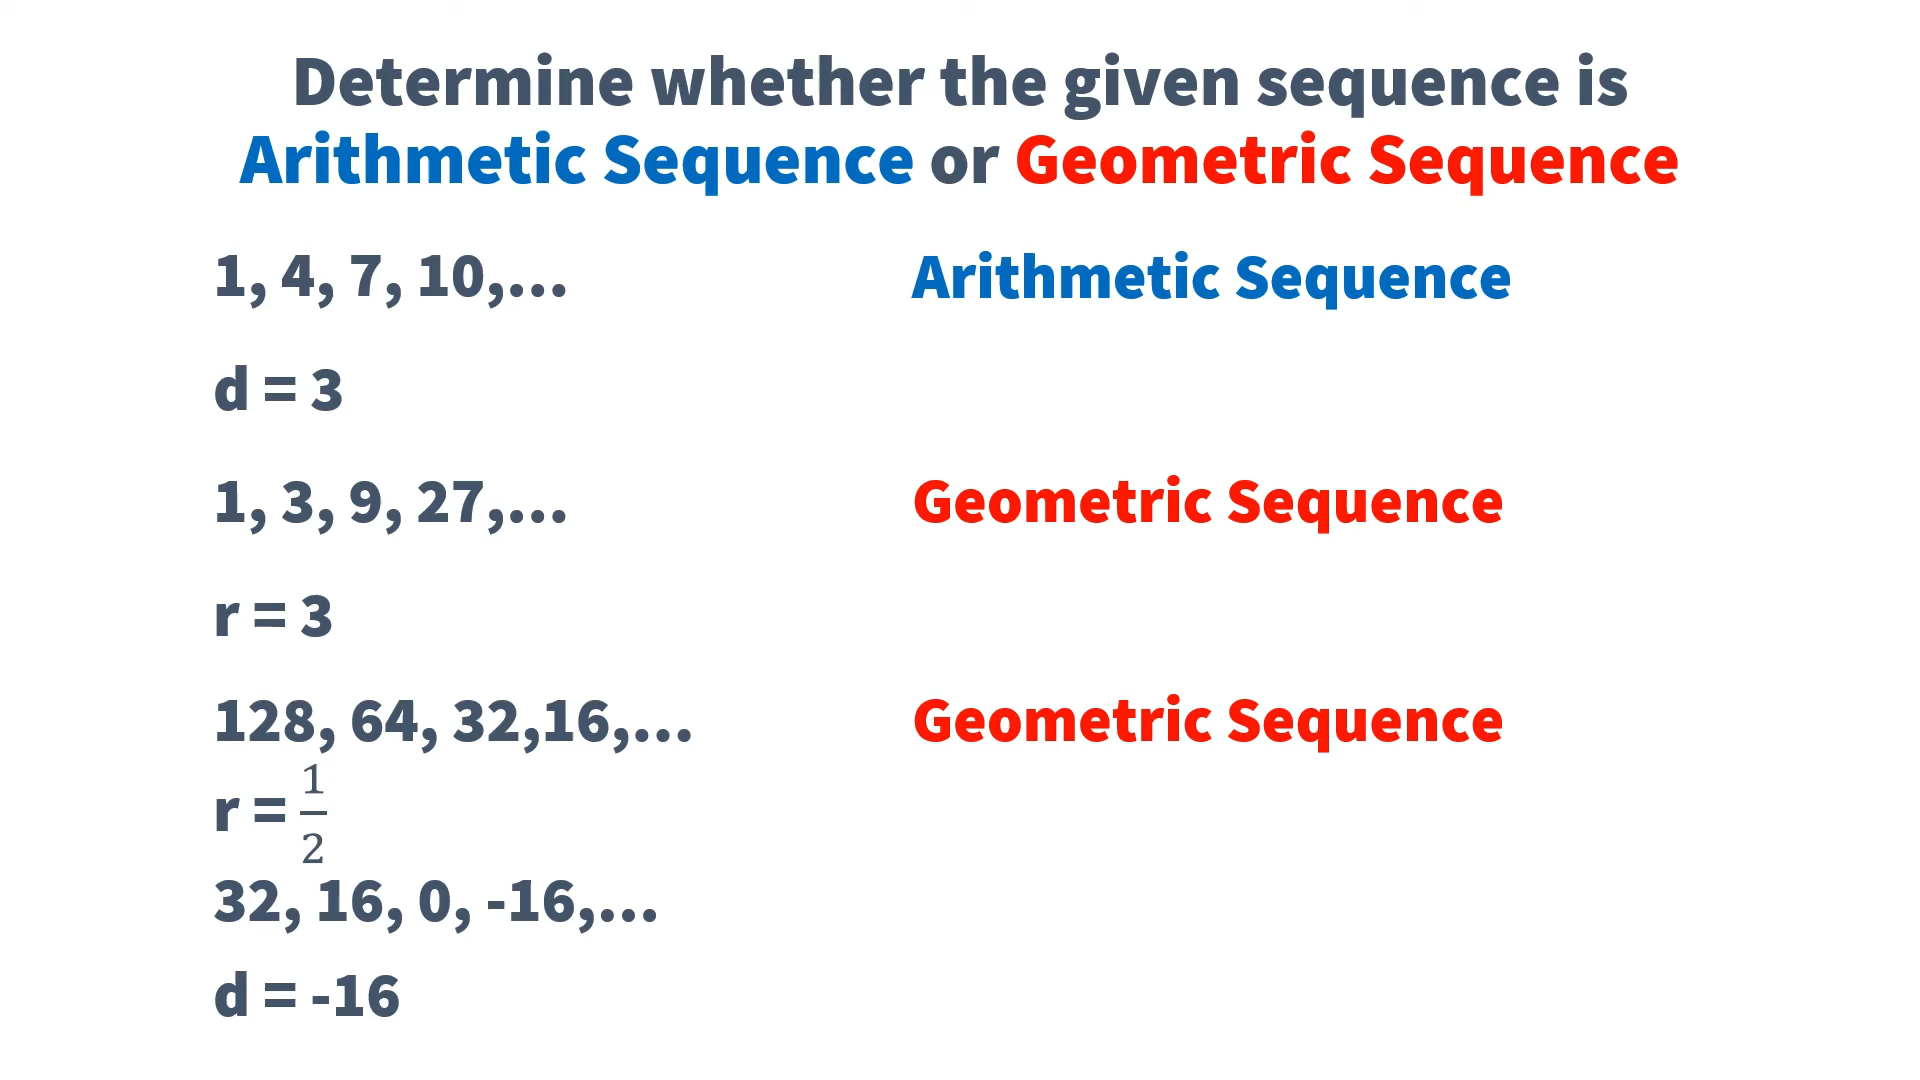 Determine whether the given sequence is
Arithmetic Sequence or Geometric Sequence
1, 4, 7, 10,... Arithmetic Sequence
d = 3
1, 3, 9, 27,... Geometric Sequence
r = 3
128, 64, 32,16,... Geometric Sequence
r = 1/2
32, 16, 0, -16,...
d = -16